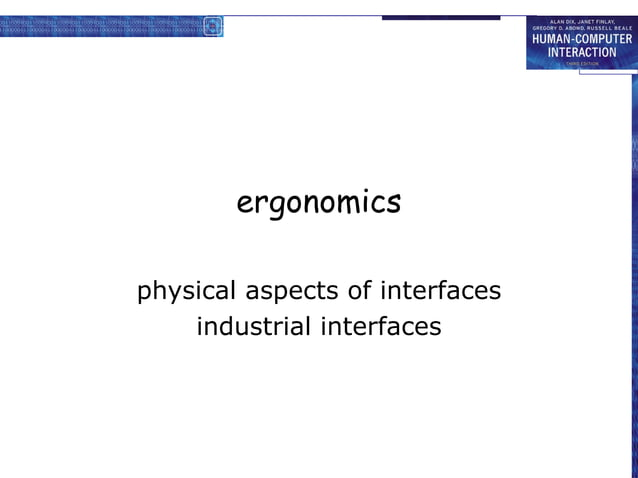 ALAN DIX, JANET FINLAY,
GREGORY D. ABOWD, RUSSELL BEALE
HUMAN-COMPUTER
INTERACTION
THIRD EDITION
ergonomics
physical aspects of interfaces
industrial interfaces